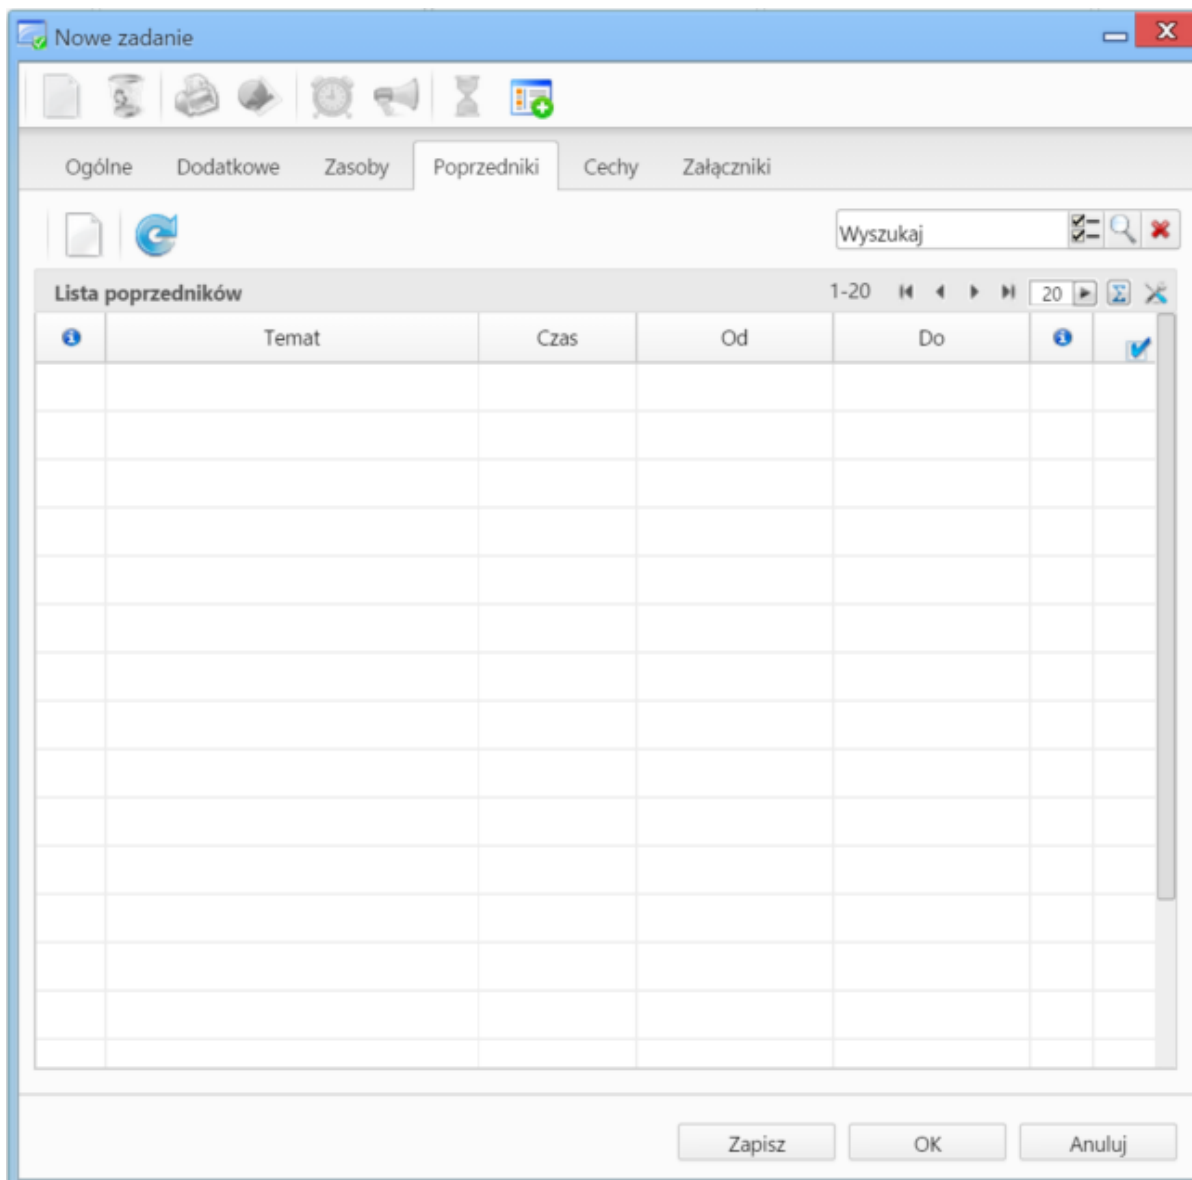 Nowe zadanie
Ogólne Dodatkowe Zasoby Poprzedniki Cechy Załączniki
Wyszukaj
Lista poprzedników 1-20 20 Σ
Temat Czas Od Do
Zapisz OK Anuluj